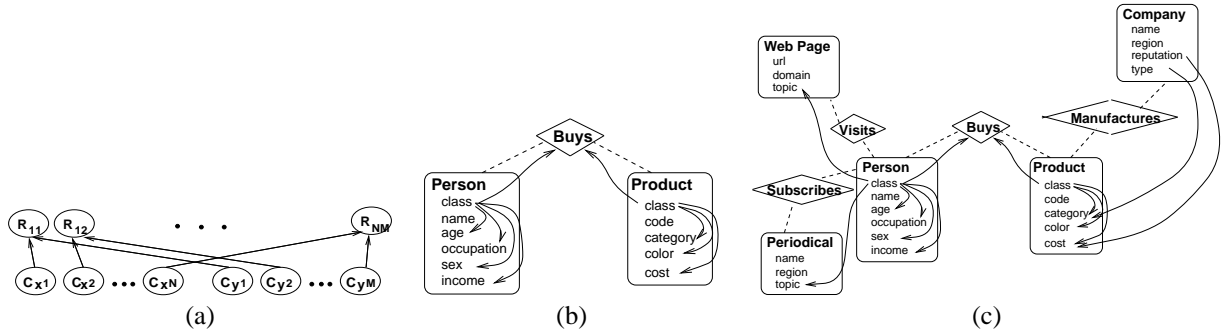 R11 R12 . . . RNM
Cx1 Cx2 ... CxN Cy1 Cy2 ... CyM
(a)
Buys
Person
class
name
age
occupation
sex
income
Product
class
code
category
color
cost
(b)
Company
name
region
reputation
type
Web Page
url
domain
topic
Visits
Buys
Manufactures
Subscribes
Person
class
name
age
occupation
sex
income
Product
class
code
category
color
cost
Periodical
name
region
topic
(c)